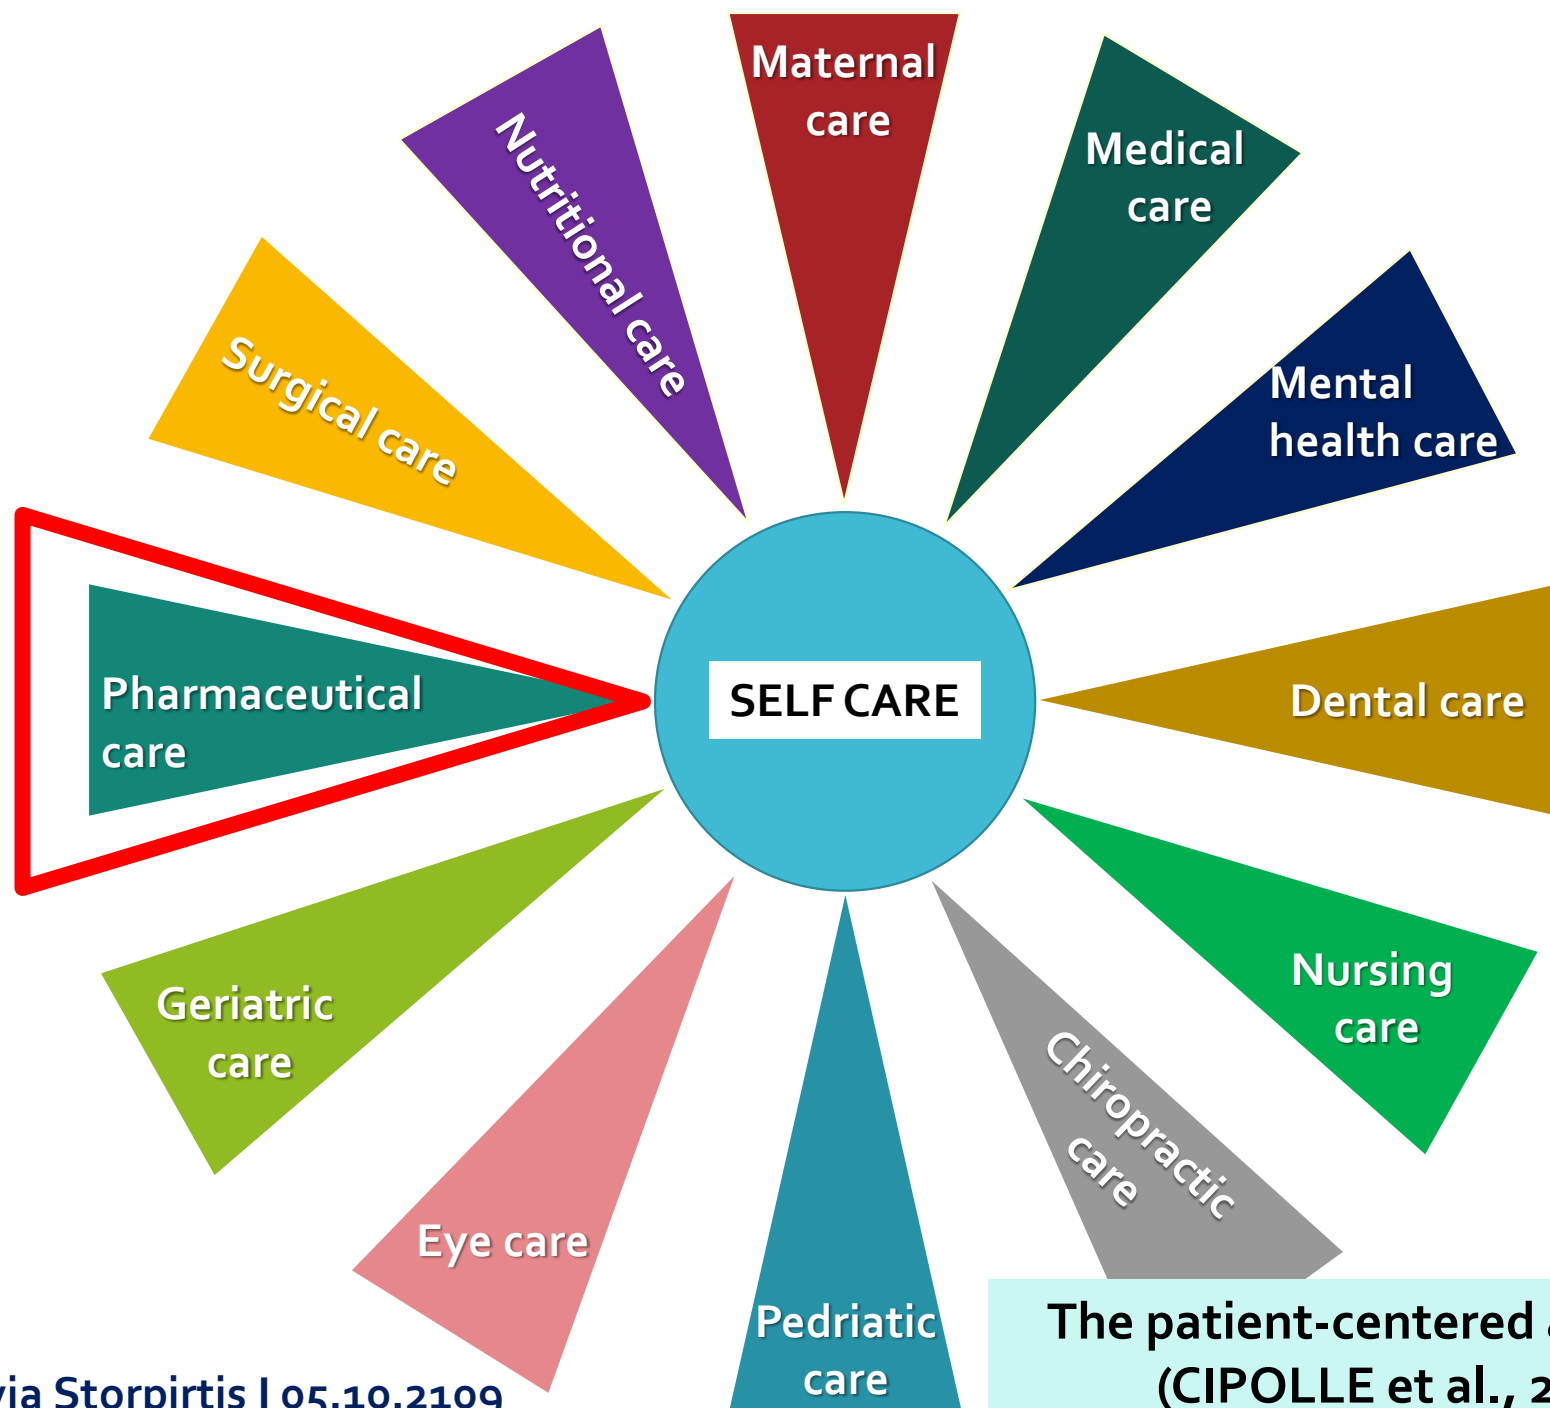 Maternal
care
Medical
care
Nutritional care
Mental
health care
Surgical care
Pharmaceutical
care
SELF CARE
Dental care
Geriatric
care
Nursing
care
Chiropractic
care
Eye care
Pedriatic
care
The patient-centered
(CIPOLLE et al.,
Storpirtis I 05.10.2109